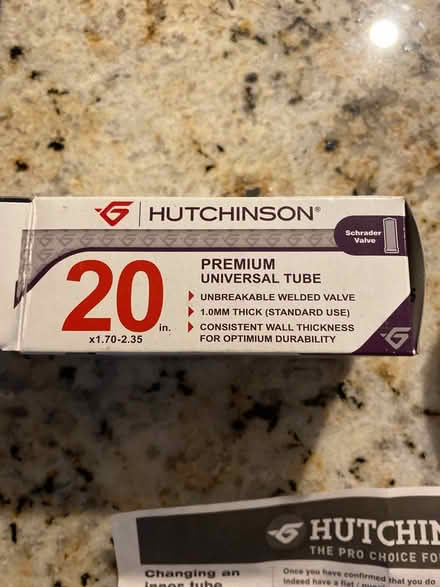 HUTCHINSON®
Schrader
Valve
20 in.
x1.70-2.35
PREMIUM
UNIVERSAL TUBE
UNBREAKABLE WELDED VALVE
1.0MM THICK (STANDARD USE)
CONSISTENT WALL THICKNESS
FOR OPTIMIUM DURABILITY
HUTCHIN
THE PRO CHOICE FO
Changing an
inner tube
Once you have confirmed that you do
indeed have a flat